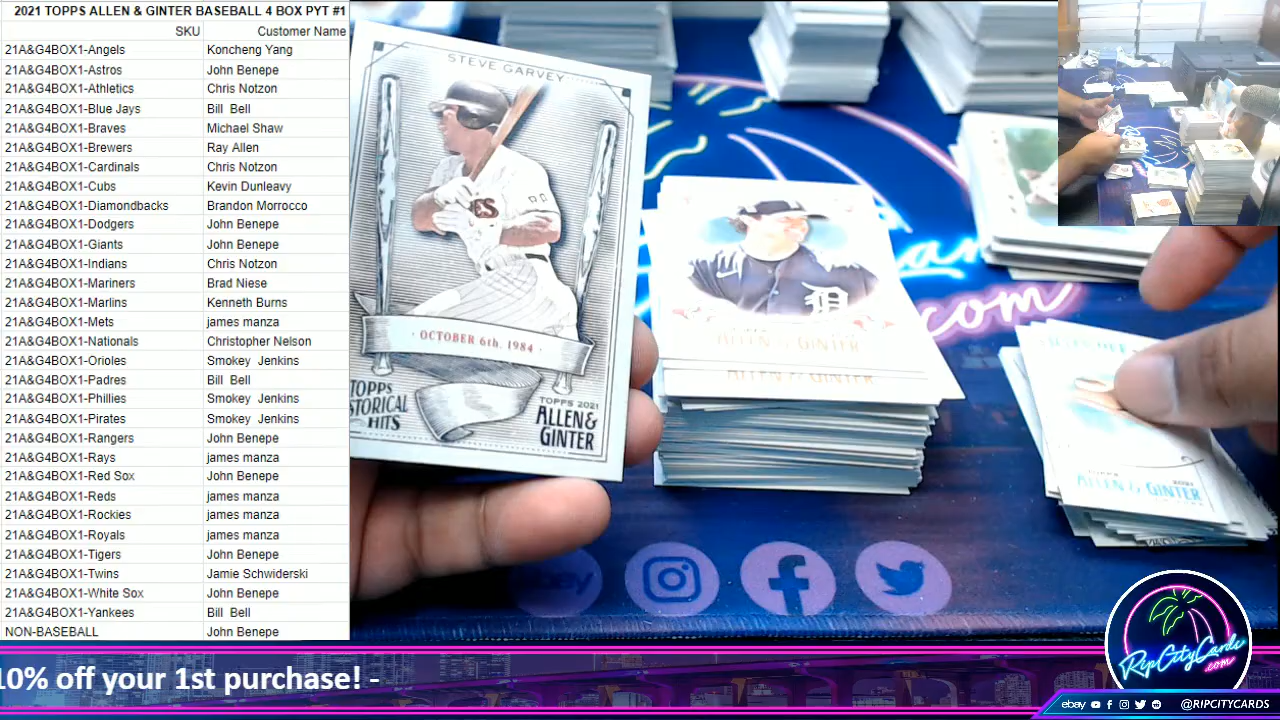 2021 TOPPS ALLEN & GINTER BASEBALL 4 BOX PYT #1
SKU Customer Name
21A&G4BOX1-Angels Koncheng Yang
21A&G4BOX1-Astros John Benepe
21A&G4BOX1-Athletics Chris Notzon
21A&G4BOX1-Blue Jays Bill Bell
21A&G4BOX1-Braves Michael Shaw
21A&G4BOX1-Brewers Ray Allen
21A&G4BOX1-Cardinals Chris Notzon
21A&G4BOX1-Cubs Kevin Dunleavy
21A&G4BOX1-Diamondbacks Brandon Morrocco
21A&G4BOX1-Dodgers John Benepe
21A&G4BOX1-Giants John Benepe
21A&G4BOX1-Indians Chris Notzon
21A&G4BOX1-Mariners Brad Niese
21A&G4BOX1-Marlins Kenneth Burns
21A&G4BOX1-Mets james manza
21A&G4BOX1-Nationals Christopher Nelson
21A&G4BOX1-Orioles Smokey Jenkins
21A&G4BOX1-Padres Bill Bell
21A&G4BOX1-Phillies Smokey Jenkins
21A&G4BOX1-Pirates Smokey Jenkins
21A&G4BOX1-Rangers John Benepe
21A&G4BOX1-Rays james manza
21A&G4BOX1-Red Sox John Benepe
21A&G4BOX1-Reds james manza
21A&G4BOX1-Rockies james manza
21A&G4BOX1-Royals james manza
21A&G4BOX1-Tigers John Benepe
21A&G4BOX1-Twins Jamie Schwiderski
21A&G4BOX1-White Sox John Benepe
21A&G4BOX1-Yankees Bill Bell
NON-BASEBALL John Benepe
STEVE GARVEY
OCTOBER 6th, 1984
TOPPS
HISTORICAL
HITS
TOPPS 2021
ALLEN &
GINTER
D
ALLEN & GINTER
ALLEN & GINTER
com
TOPPS 2021
ALLEN & GINTER
ebay
10% off your 1st purchase! -
RipCityCards
.com
ebay @RIPCITYCARDS